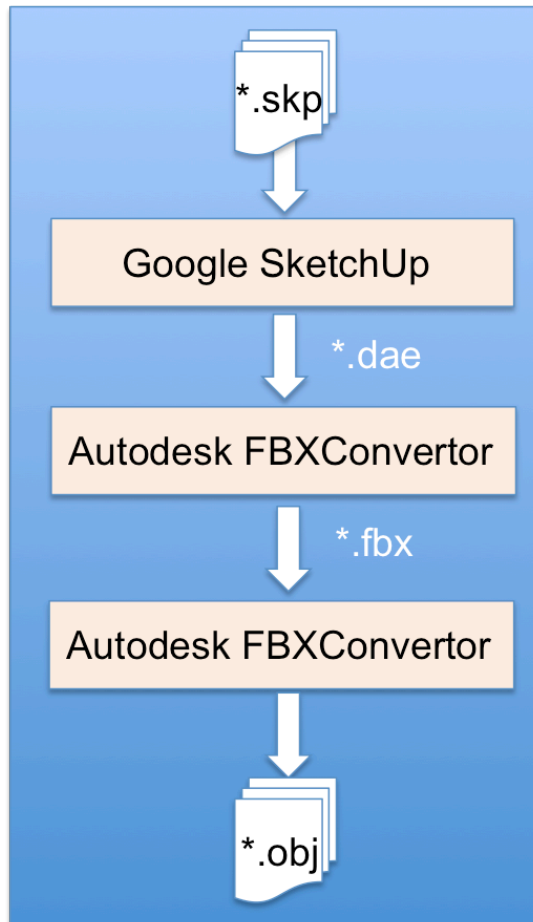 *.skp
Google SketchUp
*.dae
Autodesk FBXConvertor
*.fbx
Autodesk FBXConvertor
*.obj